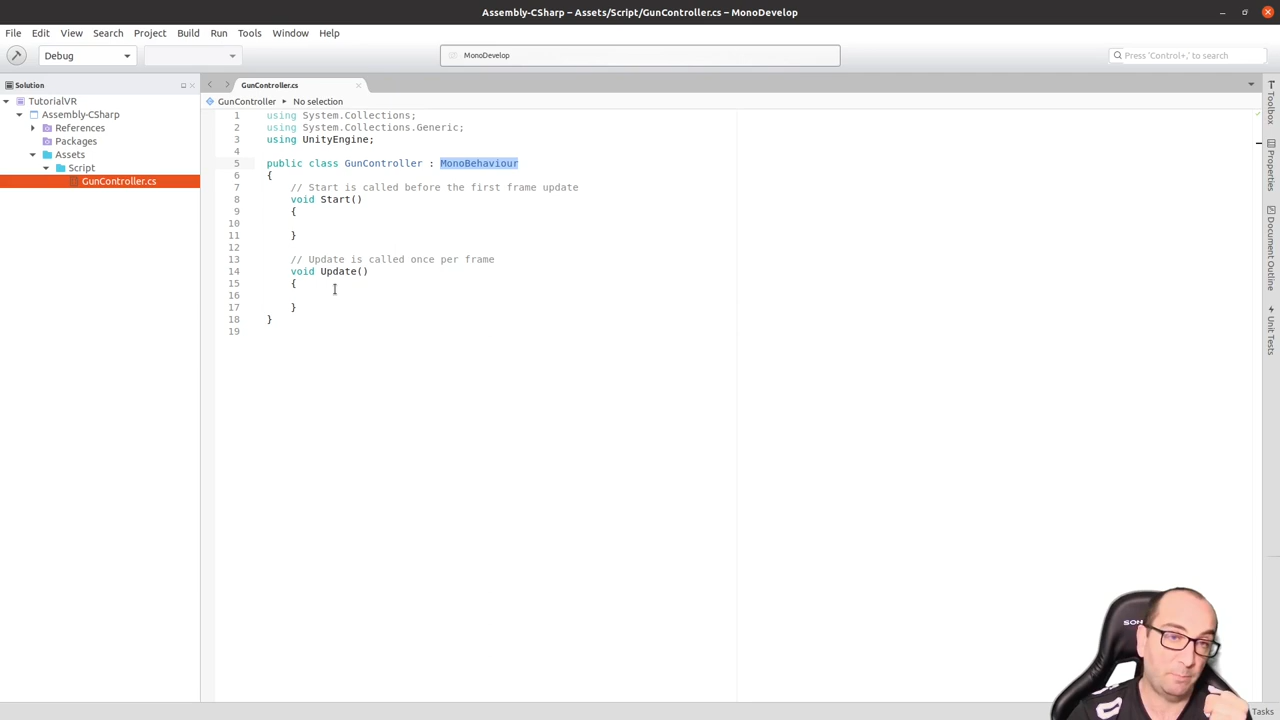 Assembly-CSharp – Assets/Script/GunController.cs – MonoDevelop
File Edit View Search Project Build Run Tools Window Help
Debug
MonoDevelop
Press 'Control+,' to search
Solution
TutorialVR
Assembly-CSharp
References
Packages
Assets
Script
GunController.cs
GunController.cs
GunController No selection
1 using System.Collections;
2 using System.Collections.Generic;
3 using UnityEngine;
4
5 public class GunController : MonoBehaviour
6 {
7 // Start is called before the first frame update
8 void Start()
9 {
10
11 }
12
13 // Update is called once per frame
14 void Update()
15 {
16
17 }
18 }
19
Toolbox
Properties
Document Outline
Unit Tests
Tasks